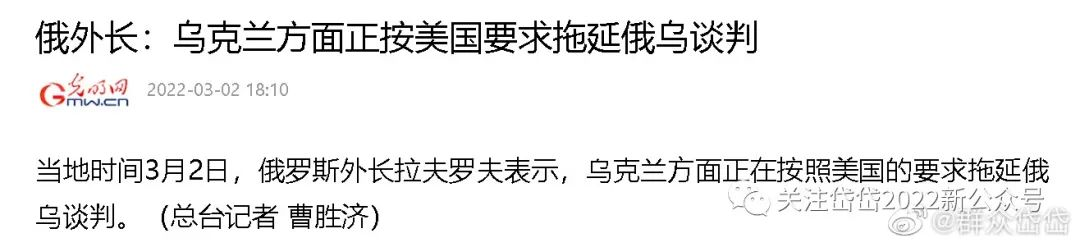 俄外长：乌克兰方面正按美国要求拖延俄乌谈判
光明网
GMW.CN
2022-03-02 18:10
当地时间3月2日，俄罗斯外长拉夫罗夫表示，乌克兰方面正在按照美国的要求拖延俄
乌谈判。（总台记者 曹胜济）
关注岱岱2022新公众号
@群众岱岱